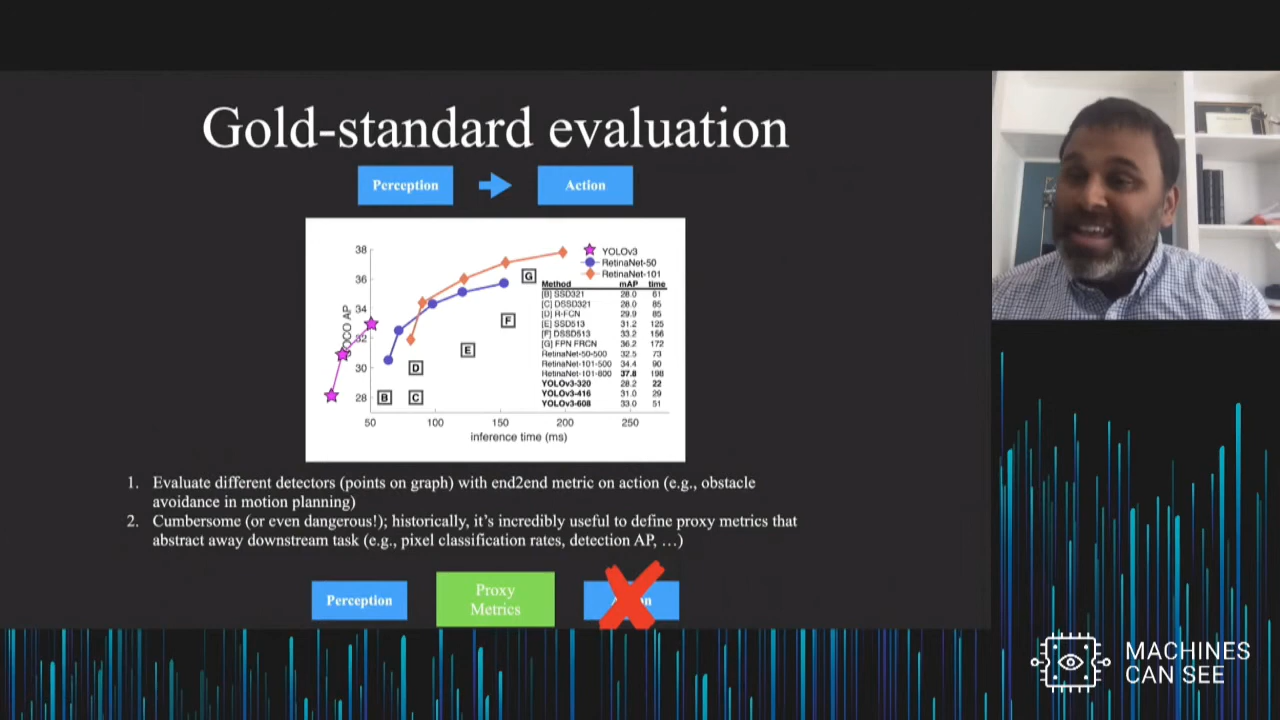 Gold-standard evaluation
Perception
Action
38
36
34
32
30
28
COCO AP
50
100
150
200
250
inference time (ms)
B
C
D
E
F
G
YOLOv3
RetinaNet-50
RetinaNet-101
Method mAP time
[B] SSD321 28.0 61
[C] DSSD321 28.0 85
[D] R-FCN 29.9 85
[E] SSD513 31.2 125
[F] DSSD513 33.2 156
[G] FPN FRCN 36.2 172
RetinaNet-50-500 32.5 73
RetinaNet-101-500 34.4 90
RetinaNet-101-800 37.8 198
YOLOv3-320 28.2 22
YOLOv3-416 31.0 29
YOLOv3-608 33.0 51
1. Evaluate different detectors (points on graph) with end2end metric on action (e.g., obstacle
avoidance in motion planning)
2. Cumbersome (or even dangerous!); historically, it's incredibly useful to define proxy metrics that
abstract away downstream task (e.g., pixel classification rates, detection AP, …)
Perception
Proxy
Metrics
MACHINES
CAN SEE